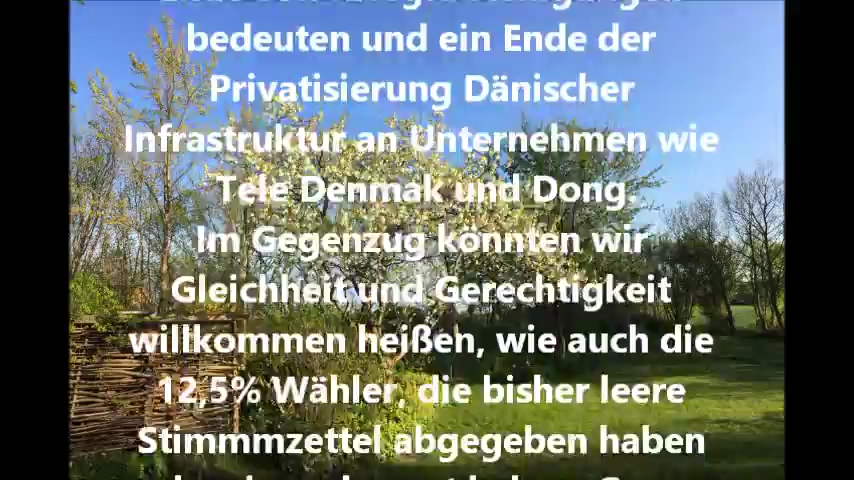 bedeuten und ein Ende der
Privatisierung Dänischer
Infrastruktur an Unternehmen wie
Tele Denmak und Dong.
Im Gegenzug könnten wir
Gleichheit und Gerechtigkeit
willkommen heißen, wie auch die
12,5% Wähler, die bisher leere
Stimmmzettel abgegeben haben